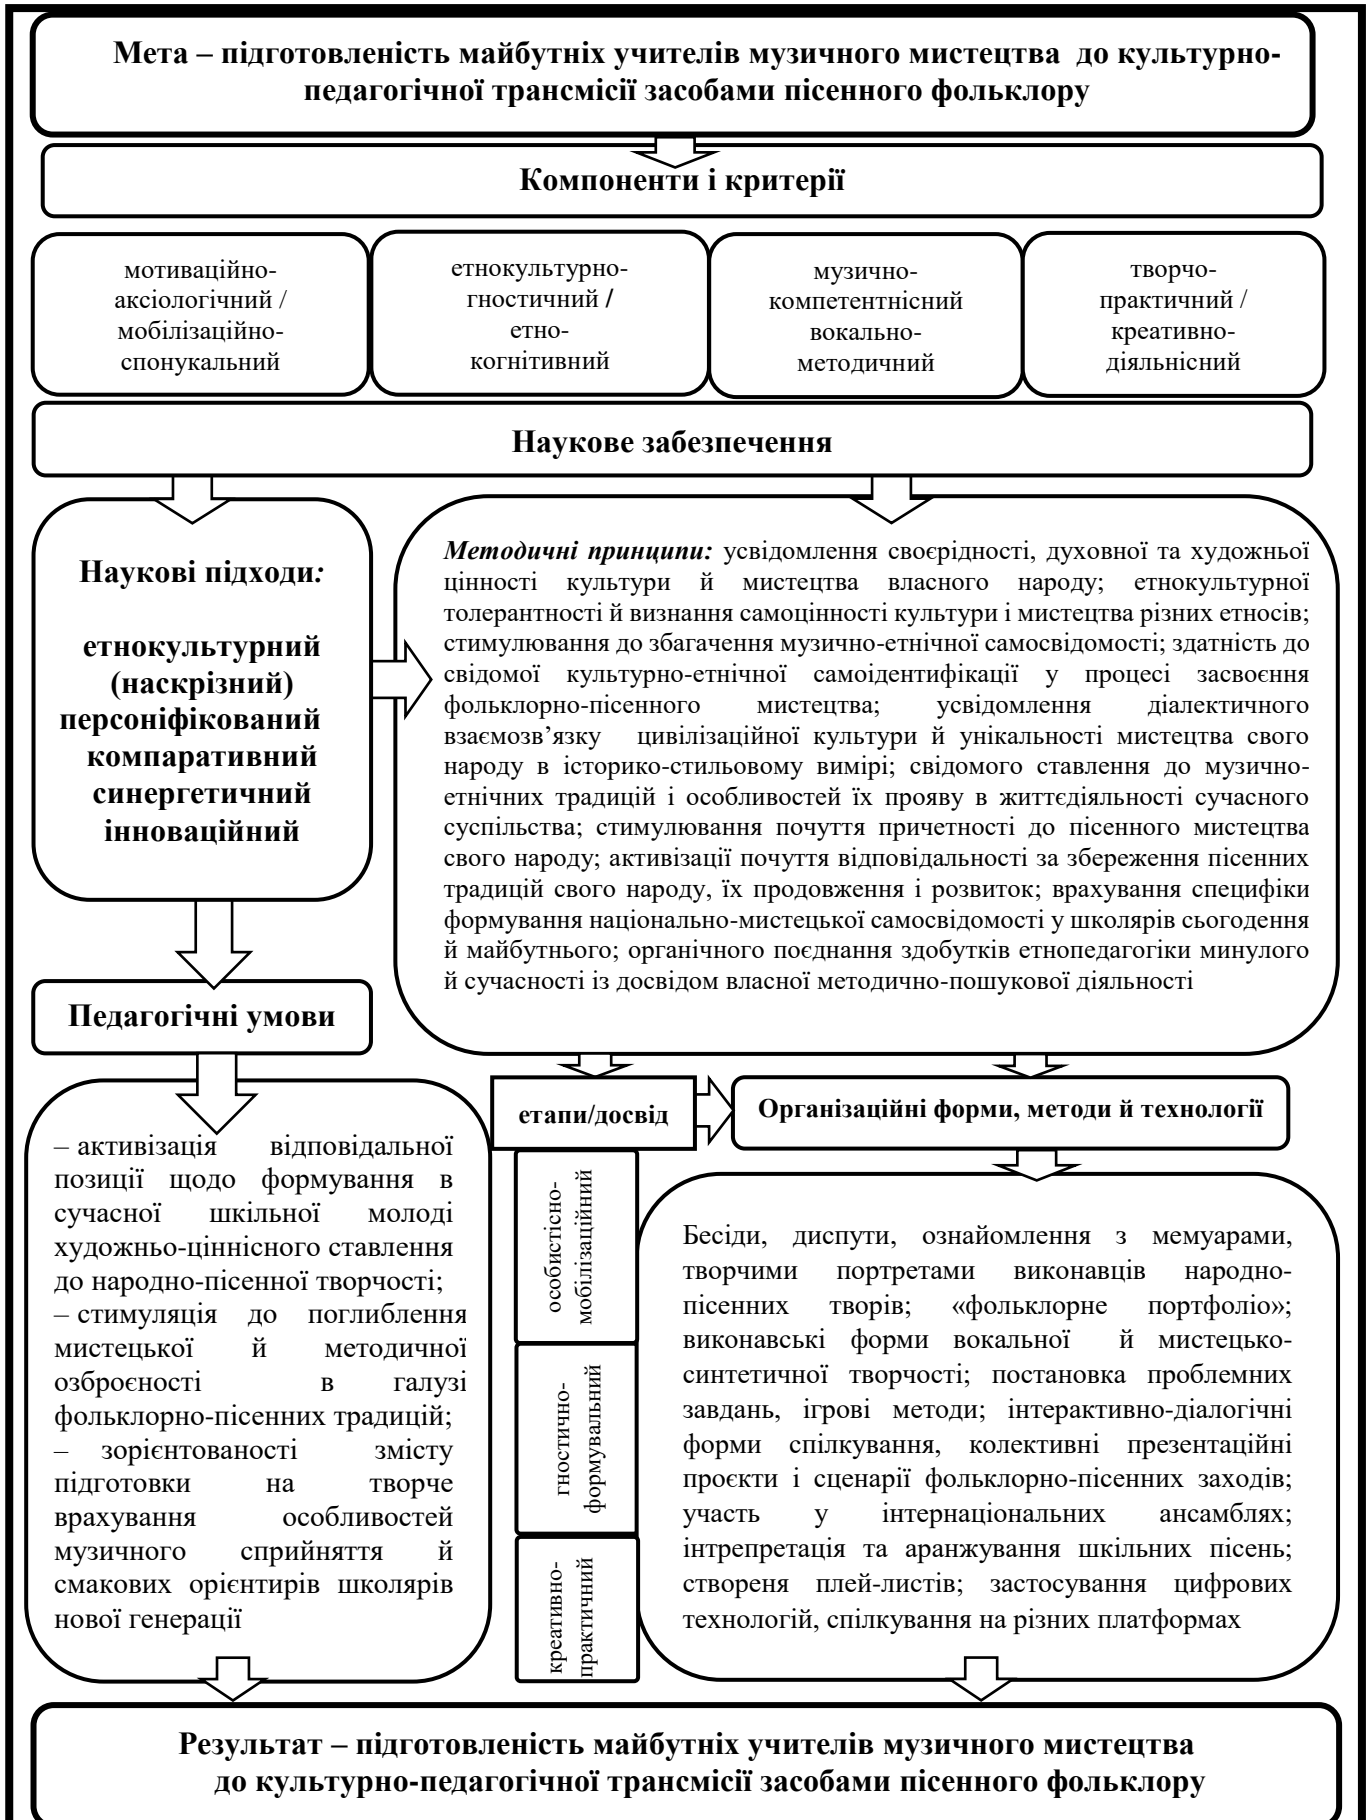 Мета – підготовленість майбутніх учителів музичного мистецтва до культурно-
педагогічної трансмісії засобами пісенного фольклору
Компоненти і критерії
мотиваційно-
аксіологічний /
мобілізаційно-
спонукальний
етнокультурно-
гностичний /
етно-
когнітивний
музично-
компетентнісний
вокально-
методичний
творчо-
практичний /
креативно-
діяльнісний
Наукове забезпечення
Наукові підходи:
етнокультурний
(наскрізний)
персоніфікований
компаративний
синергетичний
інноваційний
Методичні принципи: усвідомлення своєрідності, духовної та художньої
цінності культури й мистецтва власного народу; етнокультурної
толерантності й визнання самоцінності культури і мистецтва різних етносів;
стимулювання до збагачення музично-етнічної самосвідомості; здатність до
свідомої культурно-етнічної самоідентифікації у процесі засвоєння
фольклорно-пісенного мистецтва; усвідомлення діалектичного
взаємозв’язку цивілізаційної культури й унікальності мистецтва свого
народу в історико-стильовому вимірі; свідомого ставлення до музично-
етнічних традицій і особливостей їх прояву в життєдіяльності сучасного
суспільства; стимулювання почуття причетності до пісенного мистецтва
свого народу; активізації почуття відповідальності за збереження пісенних
традицій свого народу, їх продовження і розвиток; врахування специфіки
формування національно-мистецької самосвідомості у школярів сьогодення
й майбутнього; органічного поєднання здобутків етнопедагогіки минулого
й сучасності із досвідом власної методично-пошукової діяльності
Педагогічні умови
– активізація відповідальної
позиції щодо формування в
сучасної шкільної молоді
художньо-ціннісного ставлення
до народно-пісенної творчості;
– стимуляція до поглиблення
мистецької й методичної
озброєності в галузі
фольклорно-пісенних традицій;
– зорієнтованості змісту
підготовки на творче
врахування особливостей
музичного сприйняття й
смакових орієнтирів школярів
нової генерації
етапи/досвід
особистісно-
мобілізаційний
гностично-
формувальний
креативно-
практичний
Організаційні форми, методи й технології
Бесіди, диспути, ознайомлення з мемуарами,
творчими портретами виконавців народно-
пісенних творів; «фольклорне портфоліо»;
виконавські форми вокальної й мистецько-
синтетичної творчості; постановка проблемних
завдань, ігрові методи; інтерактивно-діалогічні
форми спілкування, колективні презентаційні
проєкти і сценарії фольклорно-пісенних заходів;
участь у інтернаціональних ансамблях;
інтрепретація та аранжування шкільних пісень;
створеня плей-листів; застосування цифрових
технологій, спілкування на різних платформах
Результат – підготовленість майбутніх учителів музичного мистецтва
до культурно-педагогічної трансмісії засобами пісенного фольклору